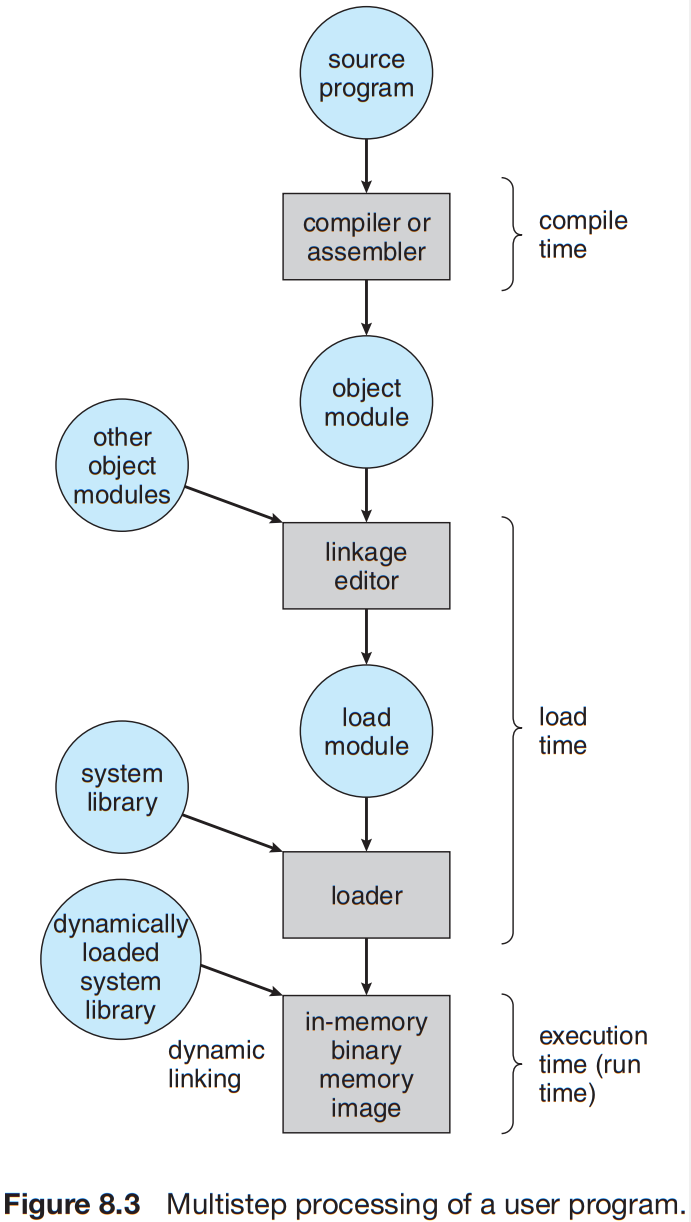 source
program
compiler or
assembler
compile
time
object
module
other
object
modules
linkage
editor
load
module
load
time
system
library
loader
dynamically
loaded
system
library
dynamic
linking
in-memory
binary
memory
image
execution
time (run
time)
Figure 8.3 Multistep processing of a user program.